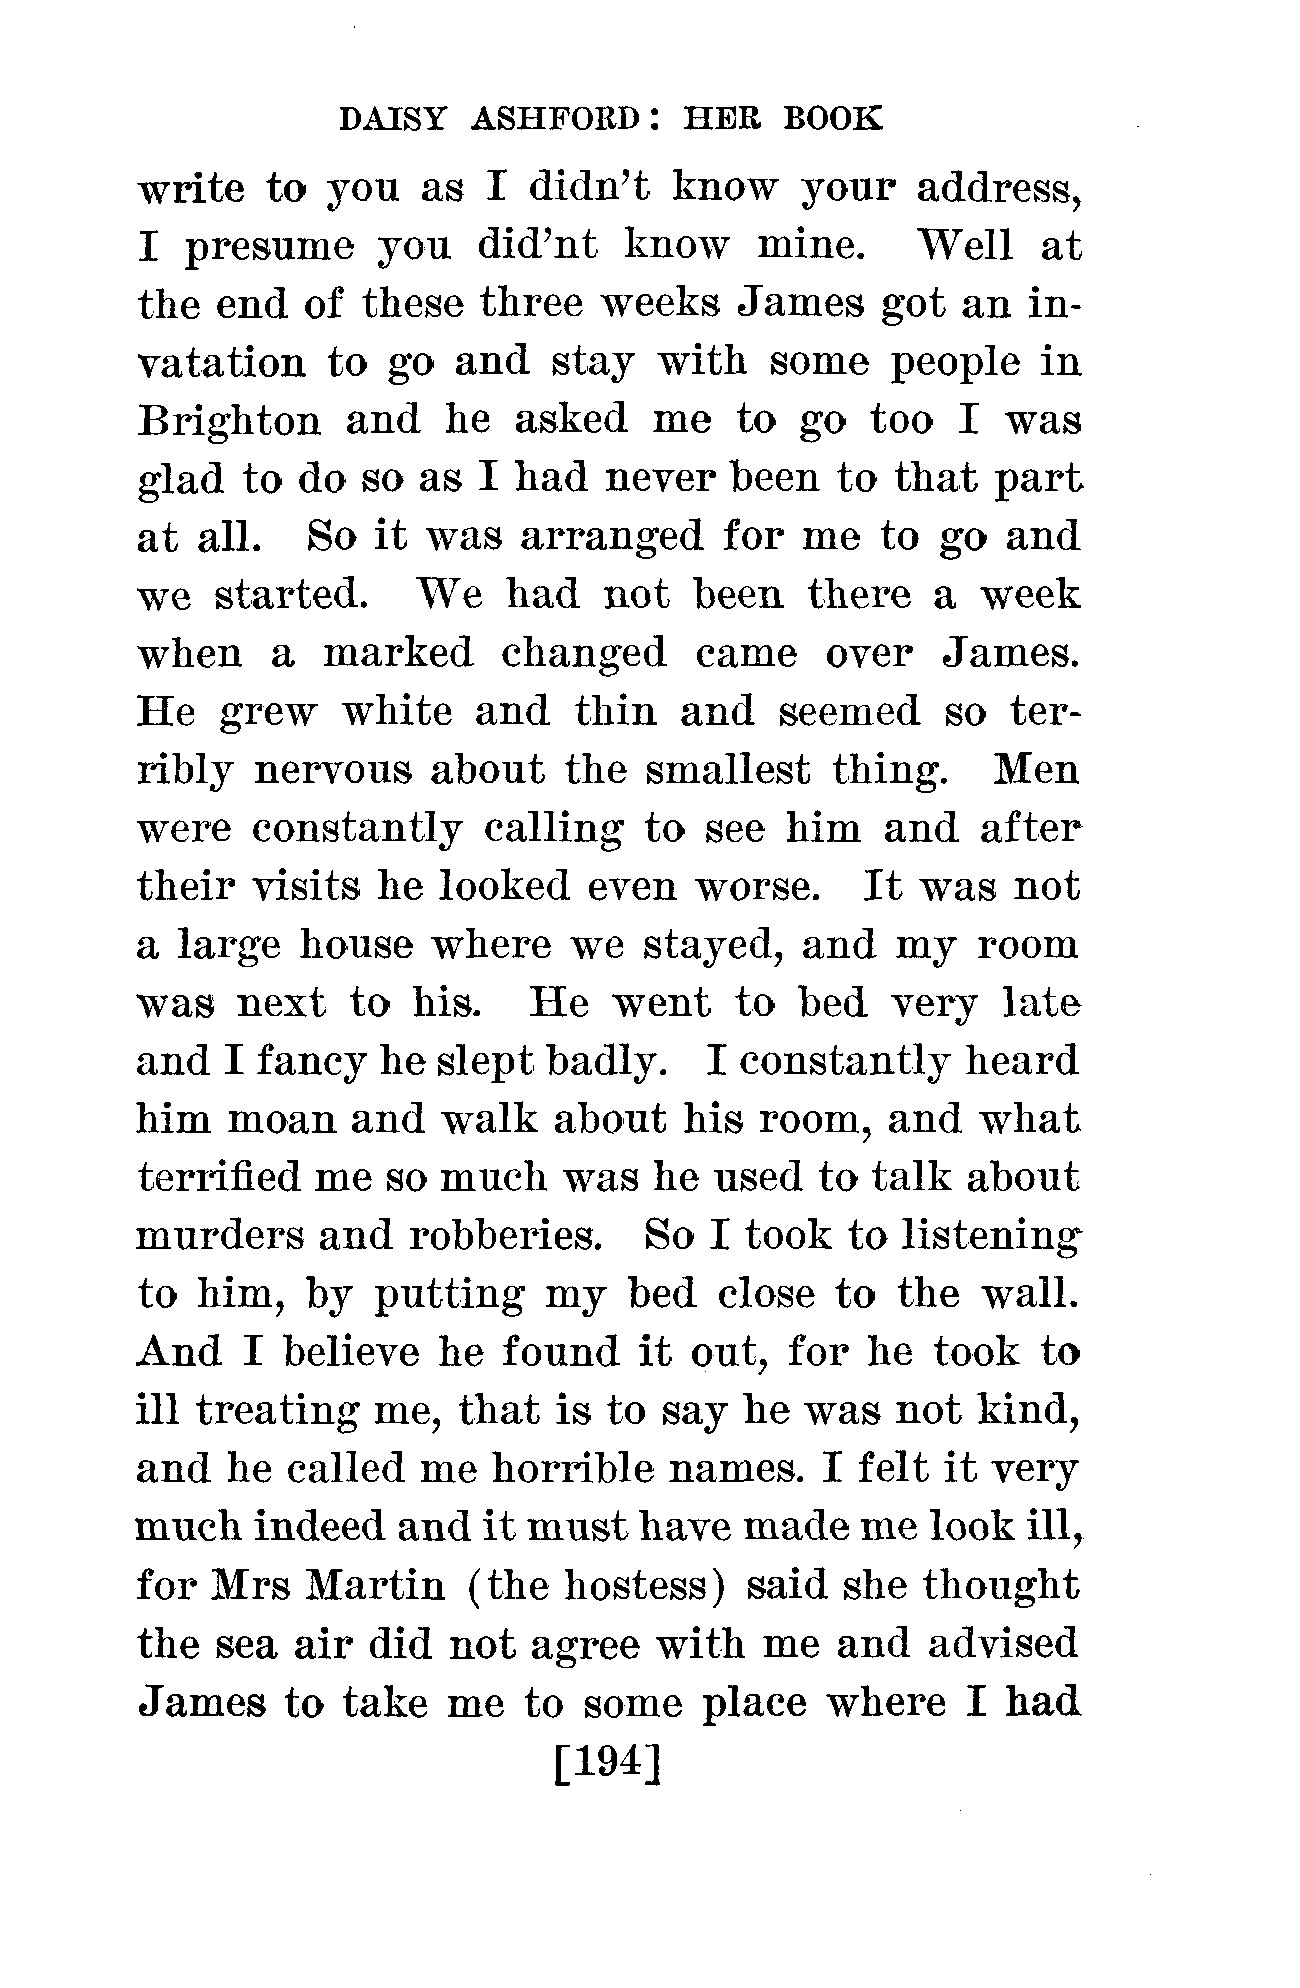 DAISY ASHFORD: HER BOOK
write to you as I didn't know your address,
I presume you did'nt know mine. Well at
the end of these three weeks James got an in-
vatation to go and stay with some people in
Brighton and he asked me to go too I was
glad to do so as I had never been to that part
at all. So it was arranged for me to go and
we started. We had not been there a week
when a marked changed came over James.
He grew white and thin and seemed so ter-
ribly nervous about the smallest thing. Men
were constantly calling to see him and after
their visits he looked even worse. It was not
a large house where we stayed, and my room
was next to his. He went to bed very late
and I fancy he slept badly. I constantly heard
him moan and walk about his room, and what
terrified me so much was he used to talk about
murders and robberies. So I took to listening
to him, by putting my bed close to the wall.
And I believe he found it out, for he took to
ill treating me, that is to say he was not kind,
and he called me horrible names. I felt it very
much indeed and it must have made me look ill,
for Mrs Martin (the hostess) said she thought
the sea air did not agree with me and advised
James to take me to some place where I had
[194]